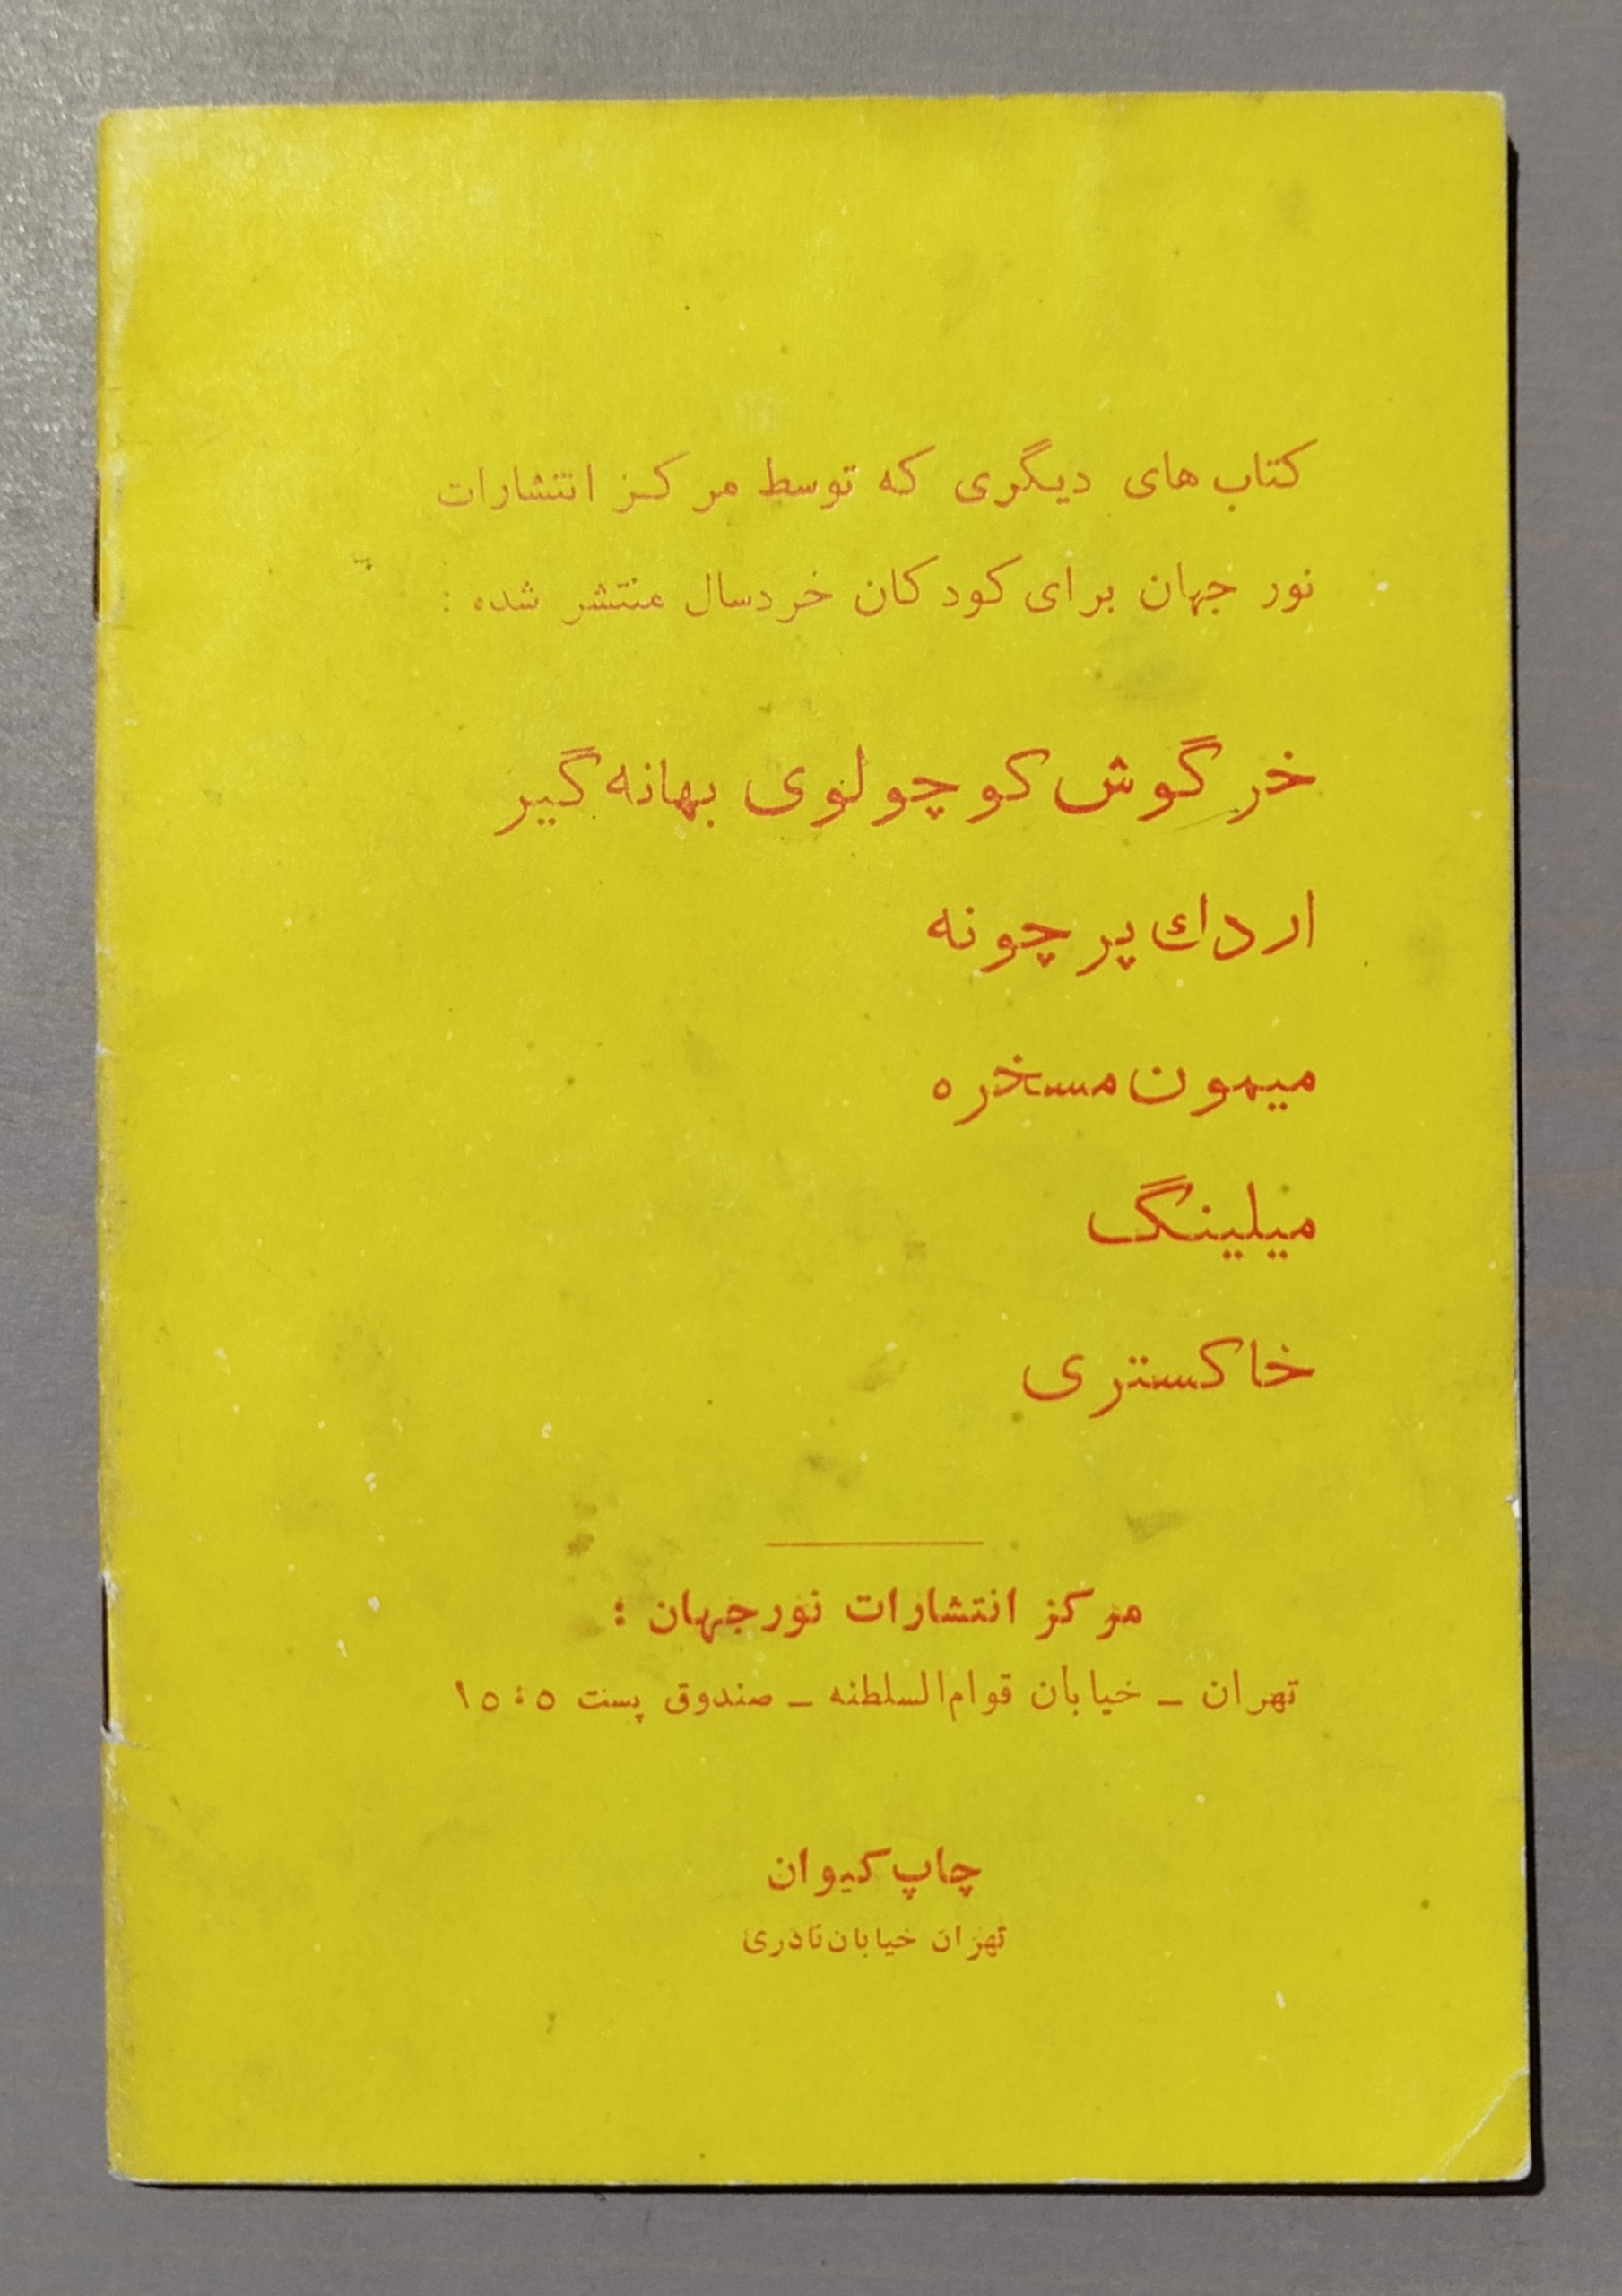 کتاب های دیگری که توسط مرکز انتشارات
نور جهان برای کودکان خردسال منتشر شده :
خرگوش کوچولوی بهانه گیر
اردك پرچونه
میمون مسخره
میلینگ
خاکستری
مرکز انتشارات نورجهان :
تهران ــ خیابان قوام السلطنه ــ صندوق پست
چاپ کیوان
تهران خیابان نادری